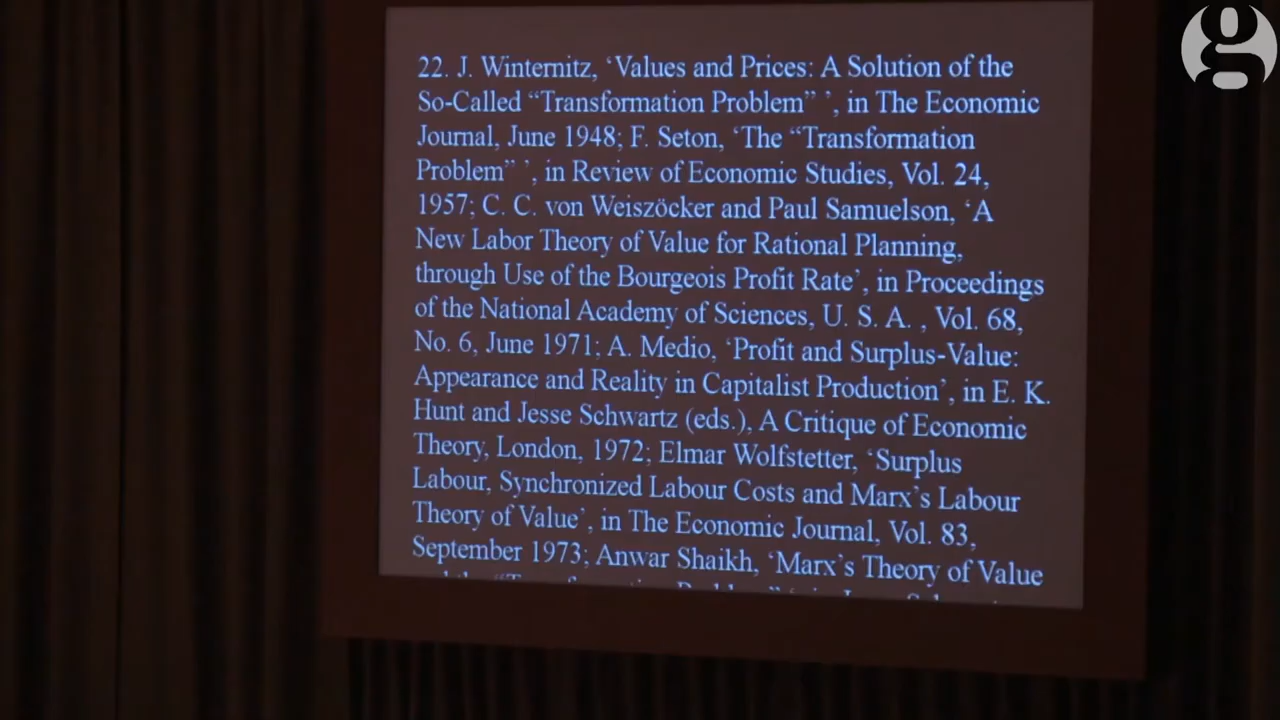 22. J. Winternitz, ‘Values and Prices: A Solution of the
So-Called “Transformation Problem” ’, in The Economic
Journal, June 1948; F. Seton, ‘The “Transformation
Problem” ’, in Review of Economic Studies, Vol. 24,
1957; C. C. von Weiszöcker and Paul Samuelson, ‘A
New Labor Theory of Value for Rational Planning,
through Use of the Bourgeois Profit Rate’, in Proceedings
of the National Academy of Sciences, U. S. A. , Vol. 68,
No. 6, June 1971; A. Medio, ‘Profit and Surplus-Value:
Appearance and Reality in Capitalist Production’, in E. K.
Hunt and Jesse Schwartz (eds.), A Critique of Economic
Theory, London, 1972; Elmar Wolfstetter, ‘Surplus
Labour, Synchronized Labour Costs and Marx’s Labour
Theory of Value’, in The Economic Journal, Vol. 83,
September 1973; Anwar Shaikh, ‘Marx’s Theory of Value
g